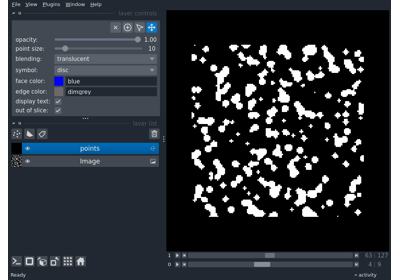 File View Plugins Window Help
layer controls
opacity: 1.00
point size: 10
blending: translucent
symbol: disc
face color: blue
edge color: dimgrey
display text:
out of slice:
layer list
points
Image
1 63 127
0 4 9
Ready activity